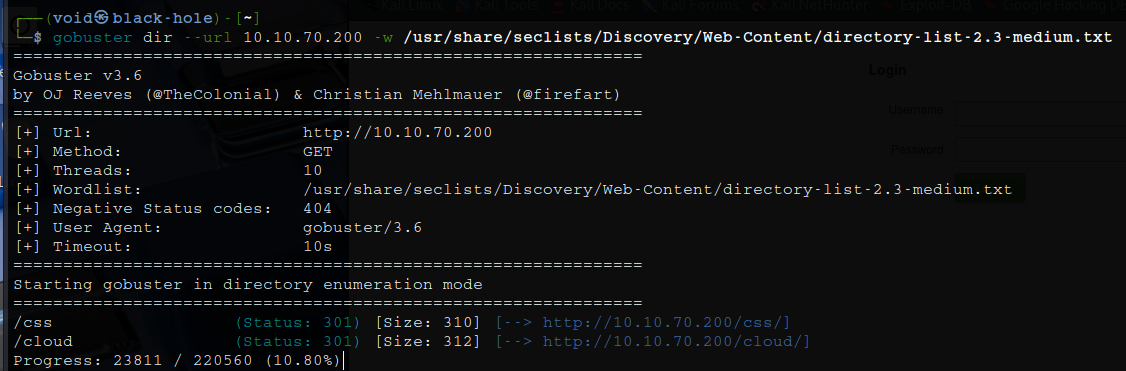 Kali Linux Kali Tools Kali Docs Kali Forums Kali NetHunter Exploit-DB Google Hacking D
┌──(void㉿black-hole)-[~]
└─$ gobuster dir --url 10.10.70.200 -w /usr/share/seclists/Discovery/Web-Content/directory-list-2.3-medium.txt
===============================================================
Gobuster v3.6
by OJ Reeves (@TheColonial) & Christian Mehlmauer (@firefart)
===============================================================
Login
[+] Url:                     http://10.10.70.200
Username
[+] Method:                  GET
[+] Threads:                 10
Password
[+] Wordlist:                /usr/share/seclists/Discovery/Web-Content/directory-list-2.3-medium.txt
[+] Negative Status codes:   404
[+] User Agent:              gobuster/3.6
[+] Timeout:                 10s
===============================================================
Starting gobuster in directory enumeration mode
===============================================================
/css                  (Status: 301) [Size: 310] [--> http://10.10.70.200/css/]
/cloud                (Status: 301) [Size: 312] [--> http://10.10.70.200/cloud/]
Progress: 23811 / 220560 (10.80%)